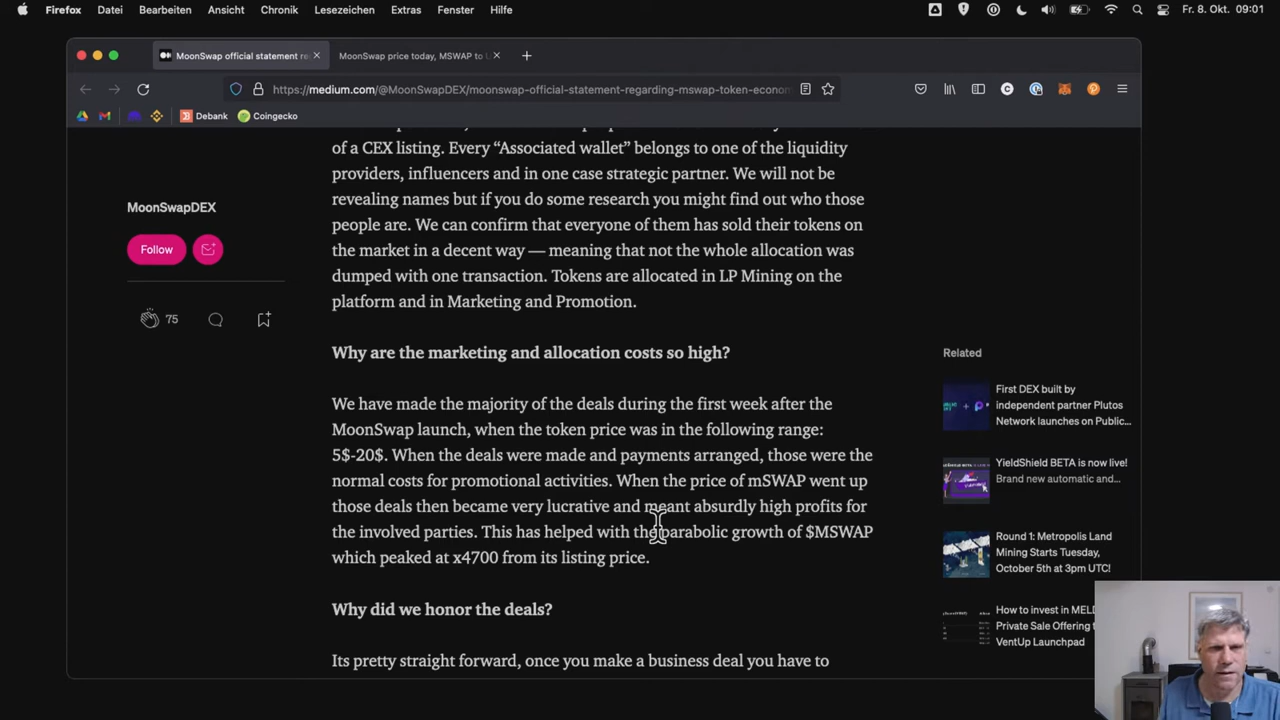 Firefox Datei Bearbeiten Ansicht Chronik Lesezeichen Extras Fenster Hilfe Fr. 8. Okt. 09:01
MoonSwap official statement re
MoonSwap price today, MSWAP to
https://medium.com/@MoonSwapDEX/moonswap-official-statement-regarding-mswap-token-econom
Debank
Coingecko
of a CEX listing. Every “Associated wallet” belongs to one of the liquidity
providers, influencers and in one case strategic partner. We will not be
revealing names but if you do some research you might find out who those
people are. We can confirm that everyone of them has sold their tokens on
the market in a decent way — meaning that not the whole allocation was
dumped with one transaction. Tokens are allocated in LP Mining on the
platform and in Marketing and Promotion.
MoonSwapDEX
Follow
75
Why are the marketing and allocation costs so high?
We have made the majority of the deals during the first week after the
MoonSwap launch, when the token price was in the following range:
5$-20$. When the deals were made and payments arranged, those were the
normal costs for promotional activities. When the price of mSWAP went up
those deals then became very lucrative and meant absurdly high profits for
the involved parties. This has helped with the parabolic growth of $MSWAP
which peaked at x4700 from its listing price.
Why did we honor the deals?
Its pretty straight forward, once you make a business deal you have to
Related
First DEX built by
independent partner Plutos
Network launches on Public...
YieldShield BETA is now live!
Brand new automatic and...
Round 1: Metropolis Land
Mining Starts Tuesday,
October 5th at 3pm UTC!
How to invest in MELD
Private Sale Offering
VentUp Launchpad